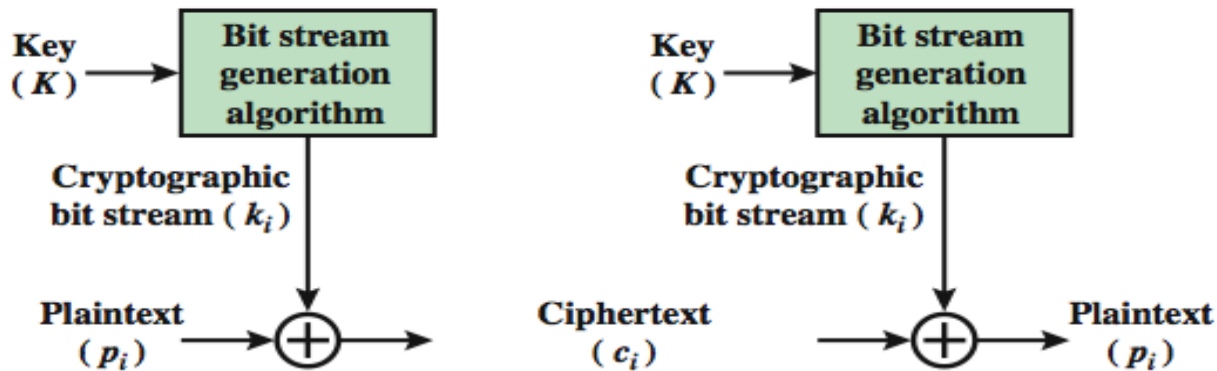 Key
( K )
Bit stream
generation
algorithm
Cryptographic
bit stream ( kᵢ )
Plaintext
( pᵢ )
Ciphertext
( cᵢ )
Key
( K )
Bit stream
generation
algorithm
Cryptographic
bit stream ( kᵢ )
Plaintext
( pᵢ )